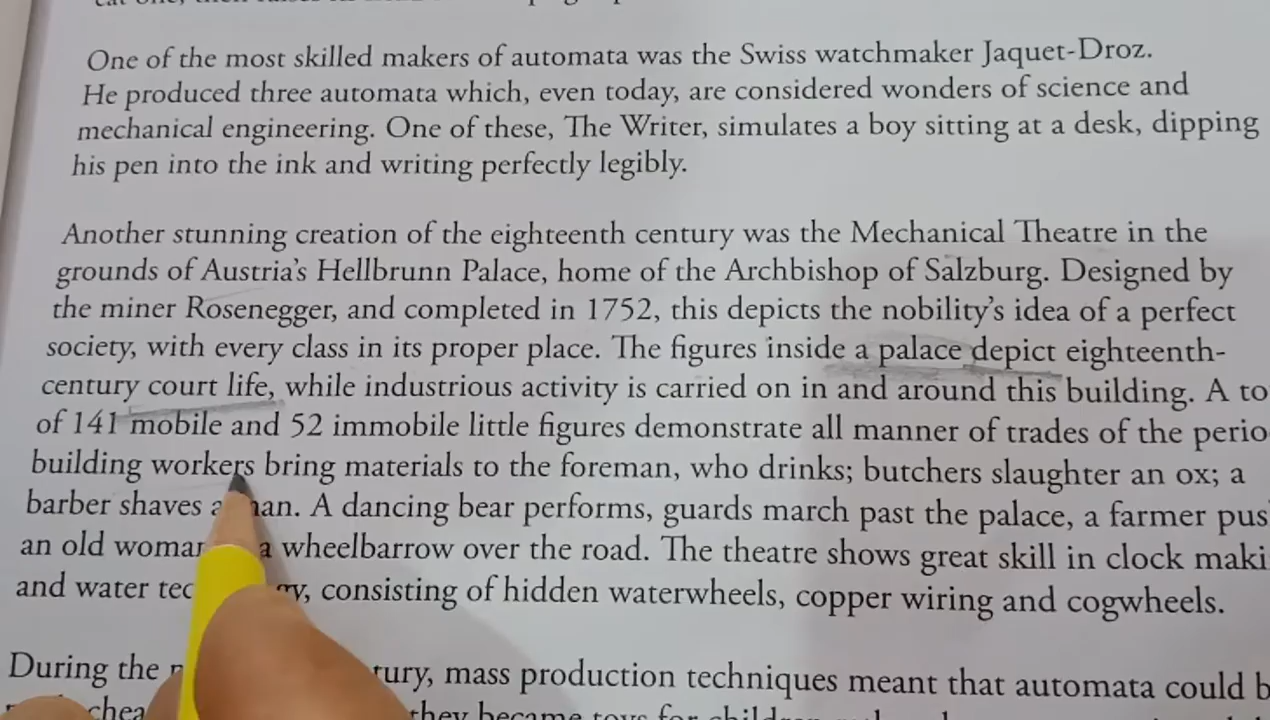 One of the most skilled makers of automata was the Swiss watchmaker Jaquet-Droz.
He produced three automata which, even today, are considered wonders of science and
mechanical engineering. One of these, The Writer, simulates a boy sitting at a desk, dipping
his pen into the ink and writing perfectly legibly.
Another stunning creation of the eighteenth century was the Mechanical Theatre in the
grounds of Austria's Hellbrunn Palace, home of the Archbishop of Salzburg. Designed by
the miner Rosenegger, and completed in 1752, this depicts the nobility's idea of a perfect
society, with every class in its proper place. The figures inside a palace depict eighteenth-
century court life, while industrious activity is carried on in and around this building. A
of 141 mobile and 52 immobile little figures demonstrate all manner of trades of the
building workers bring materials to the foreman, who drinks; butchers slaughter an ox; a
barber shaves a man. A dancing bear performs, guards march past the palace, a farmer
an old woman a wheelbarrow over the road. The theatre shows great skill in clock
and water consisting of hidden waterwheels, copper wiring and cogwheels.
During the mass production techniques meant that automata could
they became toys for